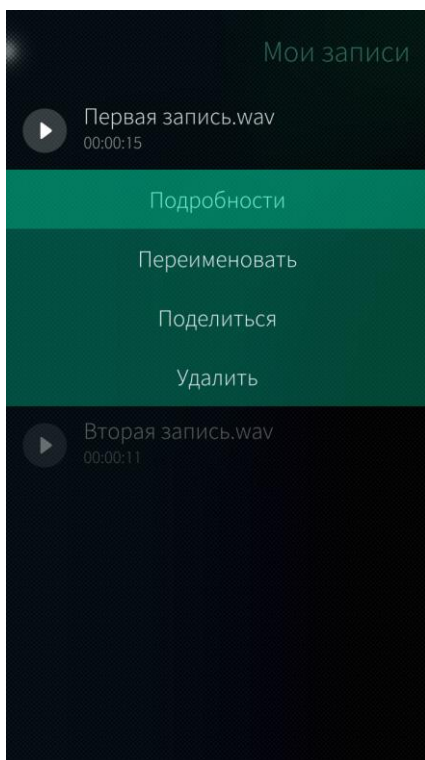 Мои записи
Первая запись.wav
00:00:15
Подробности
Переименовать
Поделиться
Удалить
Вторая запись.wav
00:00:11